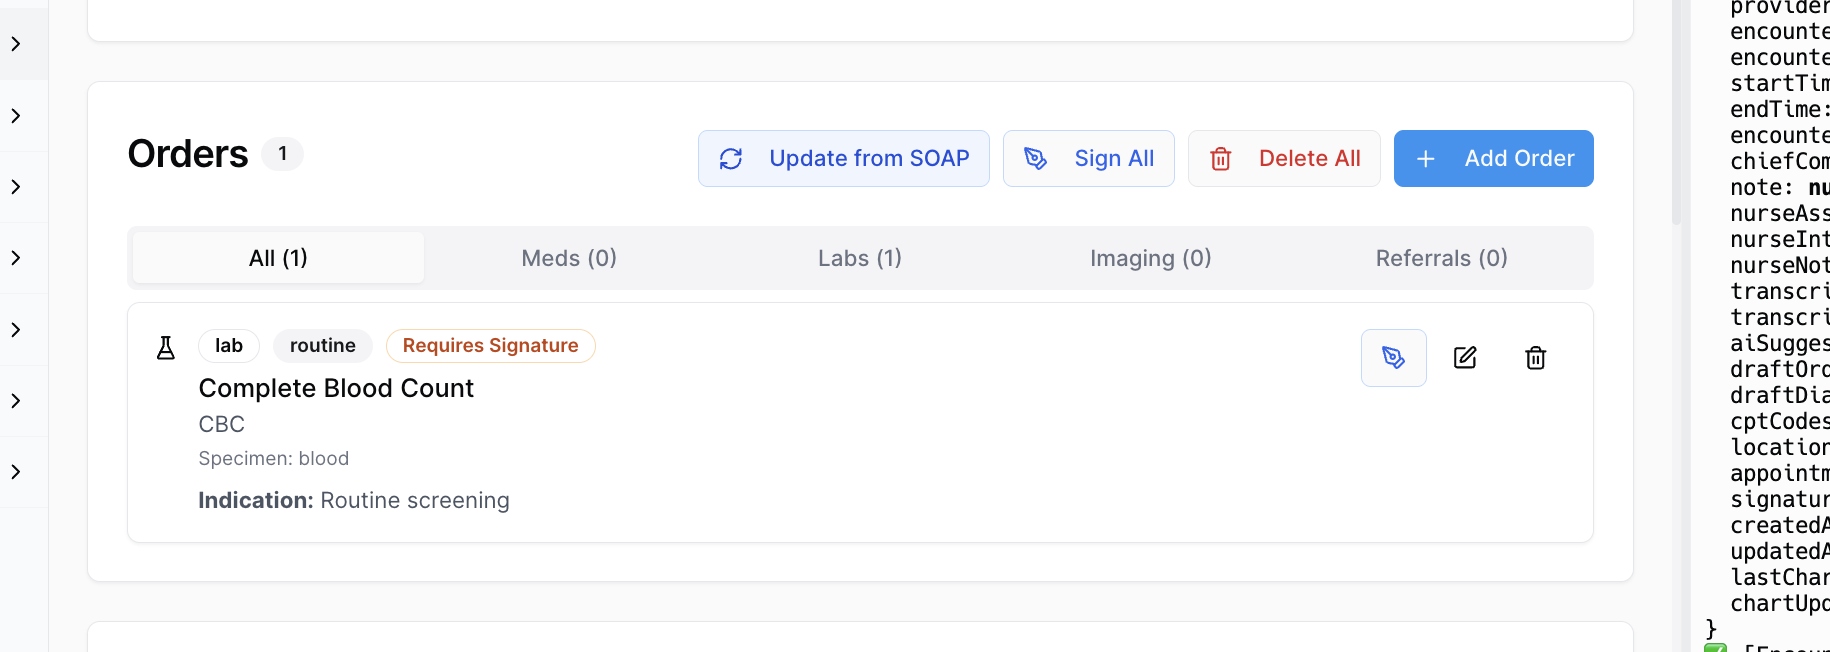 Orders 1
Update from SOAP
Sign All
Delete All
+ Add Order
All (1)
Meds (0)
Labs (1)
Imaging (0)
Referrals (0)
lab
routine
Requires Signature
Complete Blood Count
CBC
Specimen: blood
Indication: Routine screening
provider
encounte
encounte
startTim
endTime:
encounte
chiefCom
note: nu
nurseAss
nurseInt
nurseNot
transcri
transcri
aiSugges
draftOrd
draftDia
cptCodes
location
appointm
signatur
createdA
updatedA
lastChar
chartUpd
}